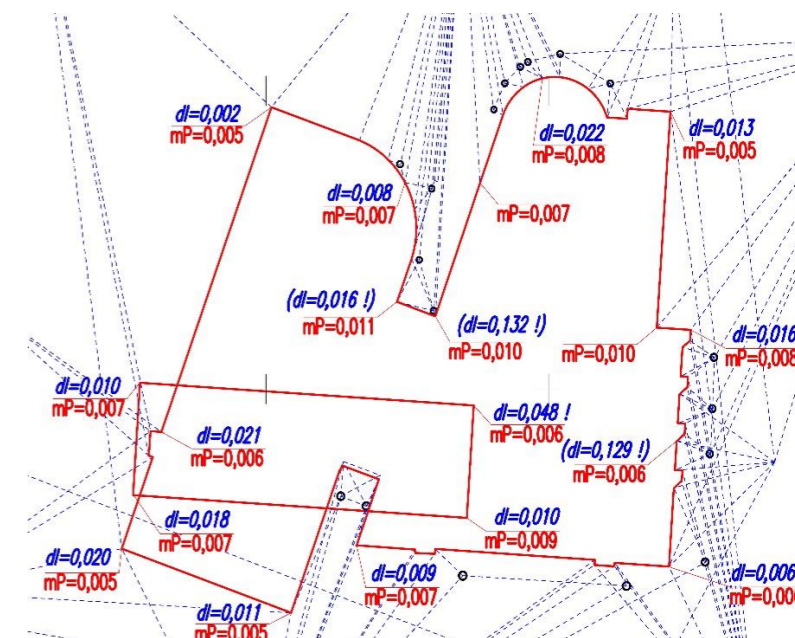 dl=0,002
mP=0,005
dl=0,022
mP=0,008
dl=0,013
mP=0,005
dl=0,008
mP=0,007
mP=0,007
(dl=0,016 !)
mP=0,011
(dl=0,132 !)
mP=0,010
mP=0,010
dl=0,016
mP=0,008
dl=0,010
mP=0,007
dl=0,048 !
mP=0,006
dl=0,021
mP=0,006
(dl=0,129 !)
mP=0,006
dl=0,018
mP=0,007
dl=0,010
mP=0,009
dl=0,020
mP=0,005
dl=0,009
mP=0,007
dl=0,006
mP=0,006
dl=0,011
mP=0,005